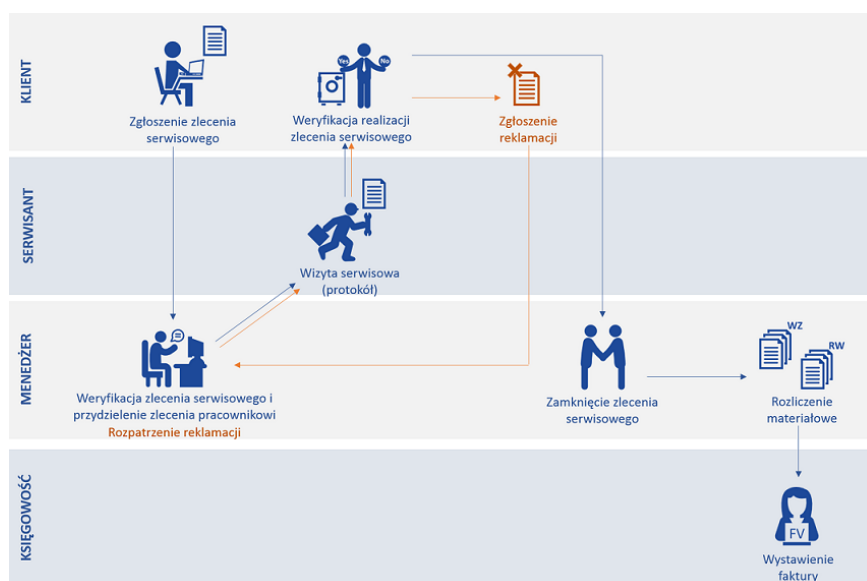 KLIENT
Zgłoszenie zlecenia
serwisowego
Yes
No
Weryfikacja realizacji
zlecenia serwisowego
Zgłoszenie
reklamacji
SERWISANT
Wizyta serwisowa
(protokół)
MENEDŻER
Weryfikacja zlecenia serwisowego i
przydzielenie zlecenia pracownikowi
Rozpatrzenie reklamacji
Zamknięcie zlecenia
serwisowego
WZ
RW
Rozliczenie
materiałowe
KSIĘGOWOŚĆ
FV
Wystawienie
faktury